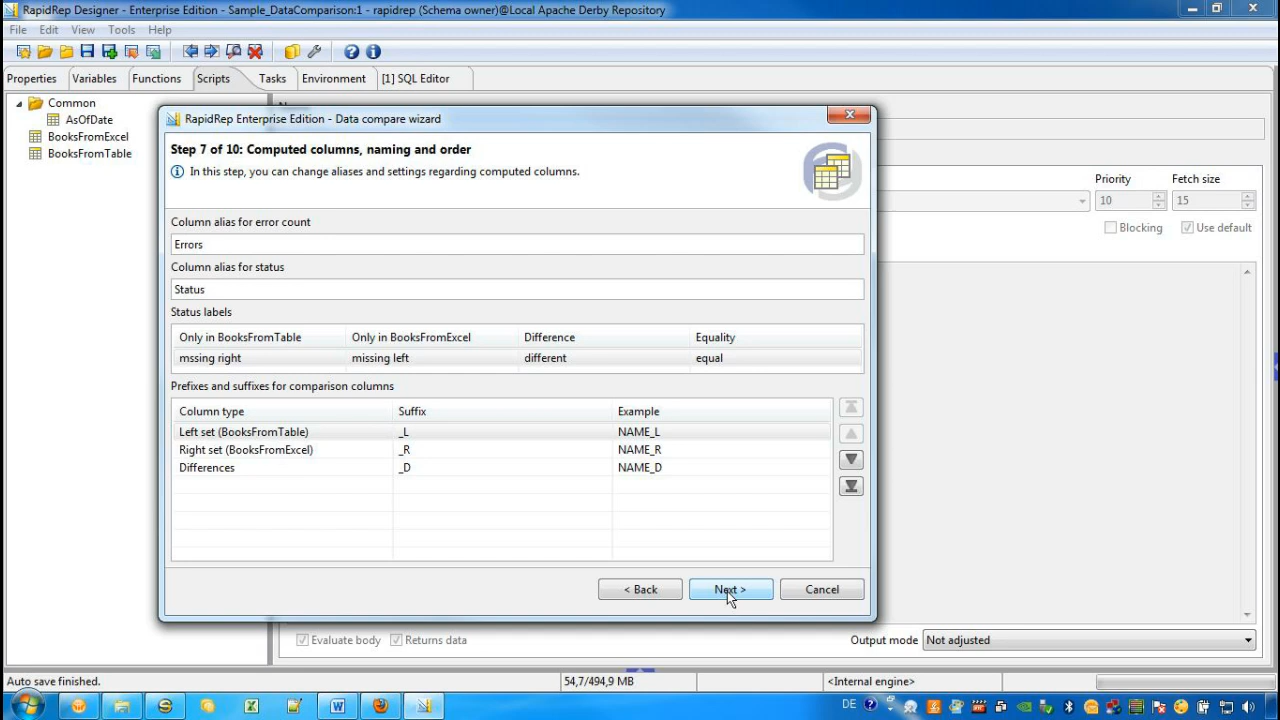 RapidRep Designer - Enterprise Edition - Sample_DataComparison:1 - rapidrep (Schema owner)@Local Apache Derby Repository
File Edit View Tools Help
Properties Variables Functions Scripts Tasks Environment [1] SQL Editor
Common
AsOfDate
BooksFromExcel
BooksFromTable
Priority Fetch size
10 15
Blocking Use default
RapidRep Enterprise Edition - Data compare wizard
Step 7 of 10: Computed columns, naming and order
In this step, you can change aliases and settings regarding computed columns.
Column alias for error count
Errors
Column alias for status
Status
Status labels
Only in BooksFromTable Only in BooksFromExcel Difference Equality
mssing right missing left different equal
Prefixes and suffixes for comparison columns
Column type Suffix Example
Left set (BooksFromTable) _L NAME_L
Right set (BooksFromExcel) _R NAME_R
Differences _D NAME_D
< Back Next > Cancel
Evaluate body Returns data Output mode Not adjusted
Auto save finished. 54,7/494,9 MB <Internal engine>
DE